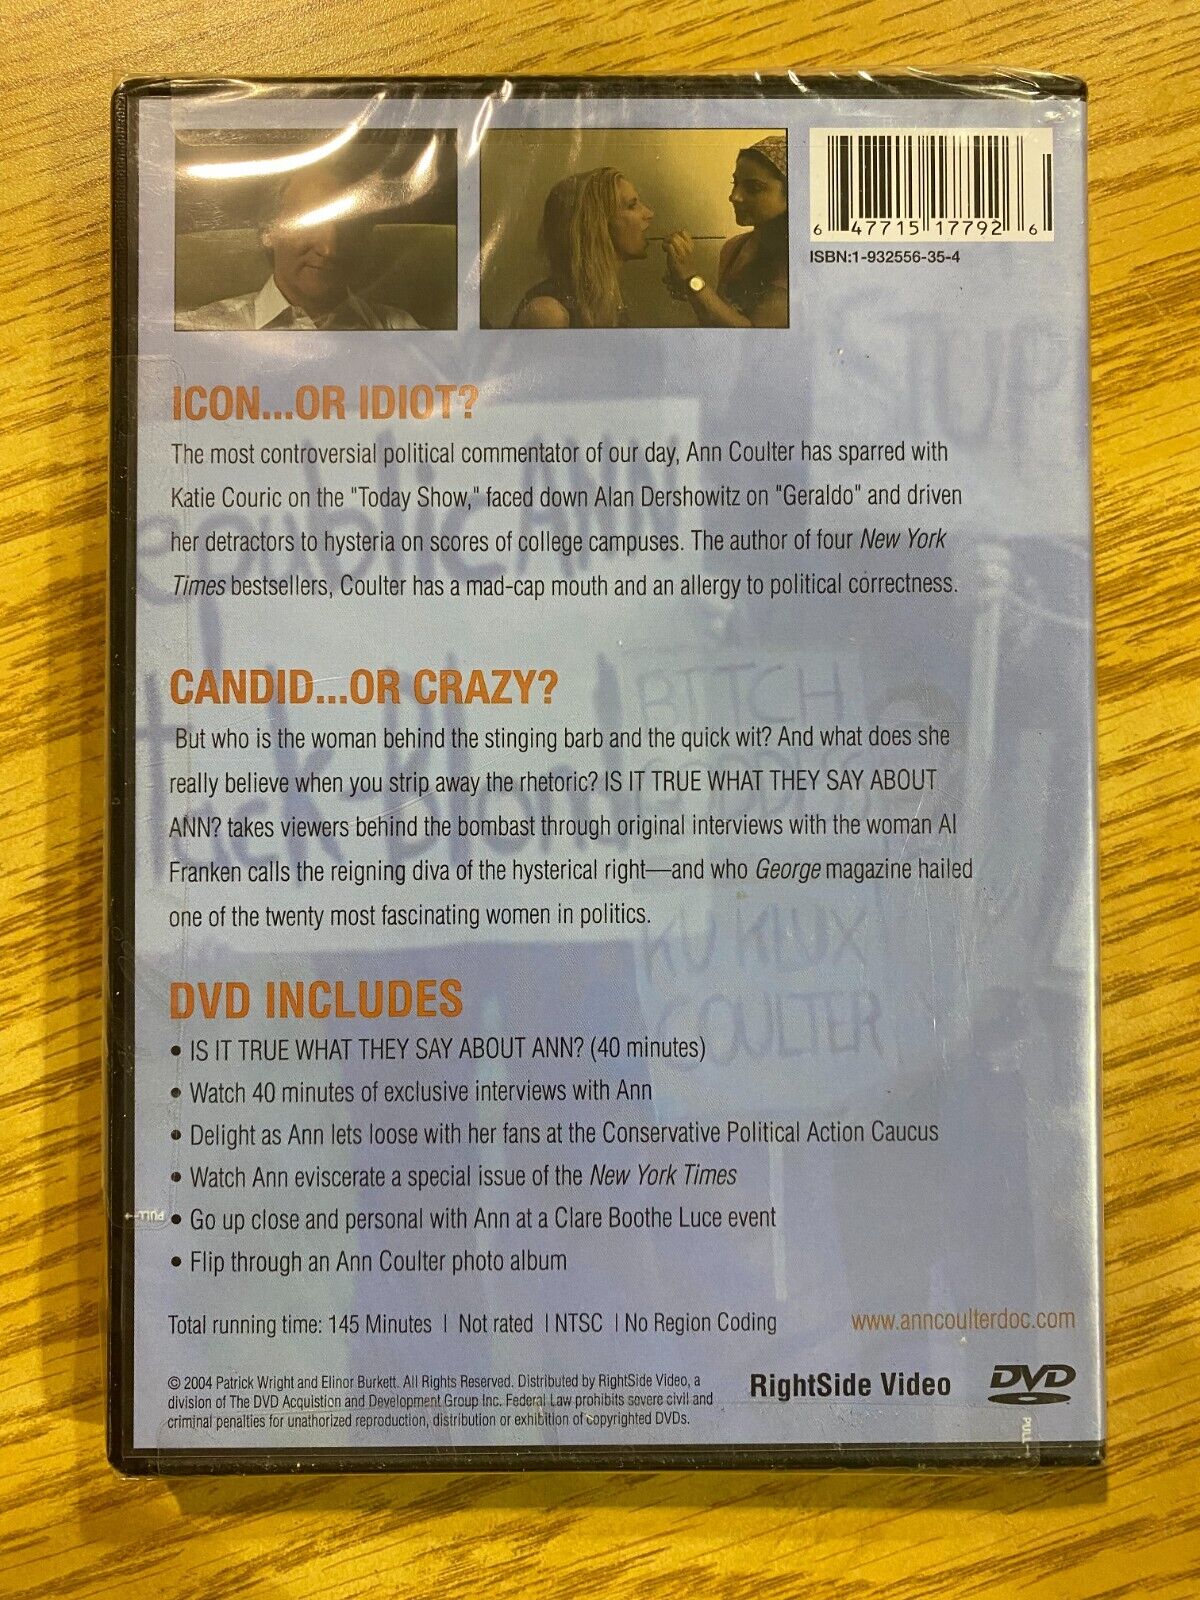 6 47715 17792 6
ISBN:1-932556-35-4
ICON...OR IDIOT?
The most controversial political commentator of our day, Ann Coulter has sparred with
Katie Couric on the "Today Show," faced down Alan Dershowitz on "Geraldo" and driven
her detractors to hysteria on scores of college campuses. The author of four New York
Times bestsellers, Coulter has a mad-cap mouth and an allergy to political correctness.
CANDID...OR CRAZY?
But who is the woman behind the stinging barb and the quick wit? And what does she
really believe when you strip away the rhetoric? IS IT TRUE WHAT THEY SAY ABOUT
ANN? takes viewers behind the bombast through original interviews with the woman Al
Franken calls the reigning diva of the hysterical right—and who George magazine hailed
one of the twenty most fascinating women in politics.
BITCH
KU KLUX
COULTER
DVD INCLUDES
• IS IT TRUE WHAT THEY SAY ABOUT ANN? (40 minutes)
• Watch 40 minutes of exclusive interviews with Ann
• Delight as Ann lets loose with her fans at the Conservative Political Action Caucus
• Watch Ann eviscerate a special issue of the New York Times
• Go up close and personal with Ann at a Clare Boothe Luce event
• Flip through an Ann Coulter photo album
PULL
Total running time: 145 Minutes | Not rated | NTSC | No Region Coding
www.anncoulterdoc.com
© 2004 Patrick Wright and Elinor Burkett. All Rights Reserved. Distributed by RightSide Video, a
division of The DVD Acquistion and Development Group Inc. Federal Law prohibits severe civil and
criminal penalties for unathorized reproduction, distribution or exhibition of copyrighted DVDs.
RightSide Video
DVD
PULL